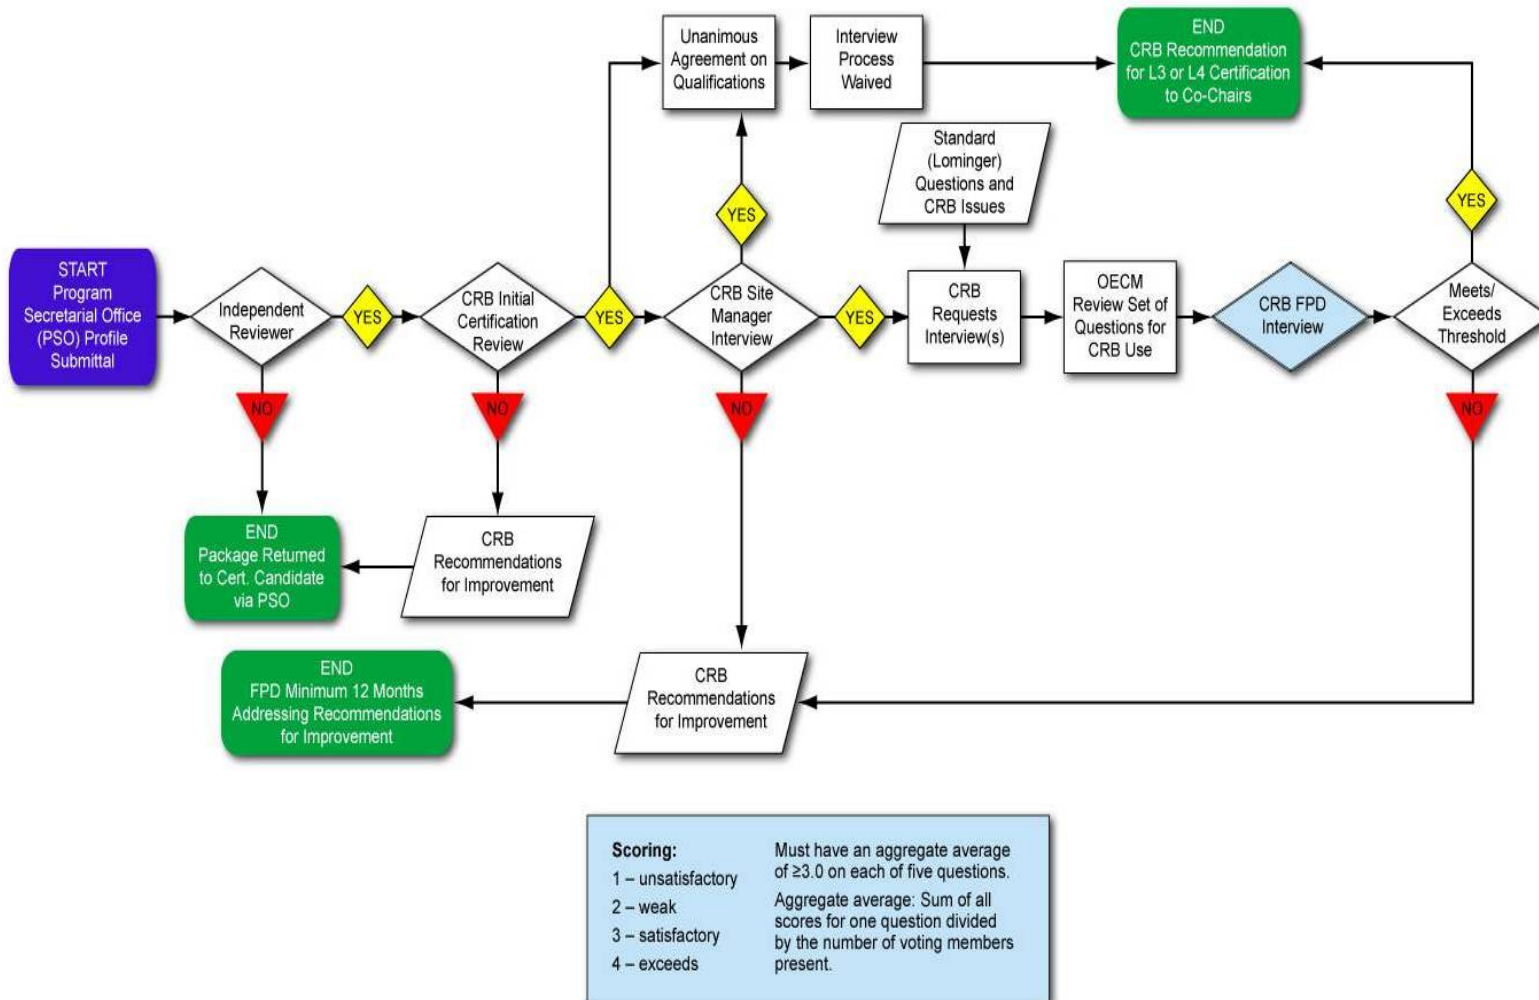 Unanimous
Agreement on
Qualifications
Interview
Process
Waived
END
CRB Recommendation
for L3 or L4 Certification
to Co-Chairs
Standard
(Lominger)
Questions and
CRB Issues
YES
YES
START
Program
Secretarial Office
(PSO) Profile
Submittal
Independent
Reviewer
YES
CRB Initial
Certification
Review
YES
CRB Site
Manager
Interview
YES
CRB
Requests
Interview(s)
OECM
Review Set of
Questions for
CRB Use
CRB FPD
Interview
Meets/
Exceeds
Threshold
NO
NO
NO
NO
END
Package Returned
to Cert. Candidate
via PSO
CRB
Recommendations
for Improvement
END
FPD Minimum 12 Months
Addressing Recommendations
for Improvement
CRB
Recommendations
for Improvement
Scoring:
1 – unsatisfactory
2 – weak
3 – satisfactory
4 – exceeds
Must have an aggregate average
of ≥3.0 on each of five questions.
Aggregate average: Sum of all
scores for one question divided
by the number of voting members
present.